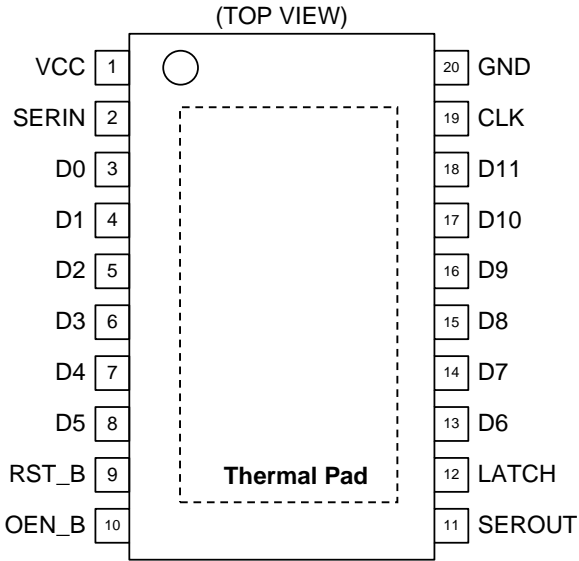 (TOP VIEW)
VCC 1 20 GND
SERIN 2 19 CLK
D0 3 18 D11
D1 4 17 D10
D2 5 16 D9
D3 6 15 D8
D4 7 14 D7
D5 8 13 D6
RST_B 9 Thermal Pad 12 LATCH
OEN_B 10 11 SEROUT